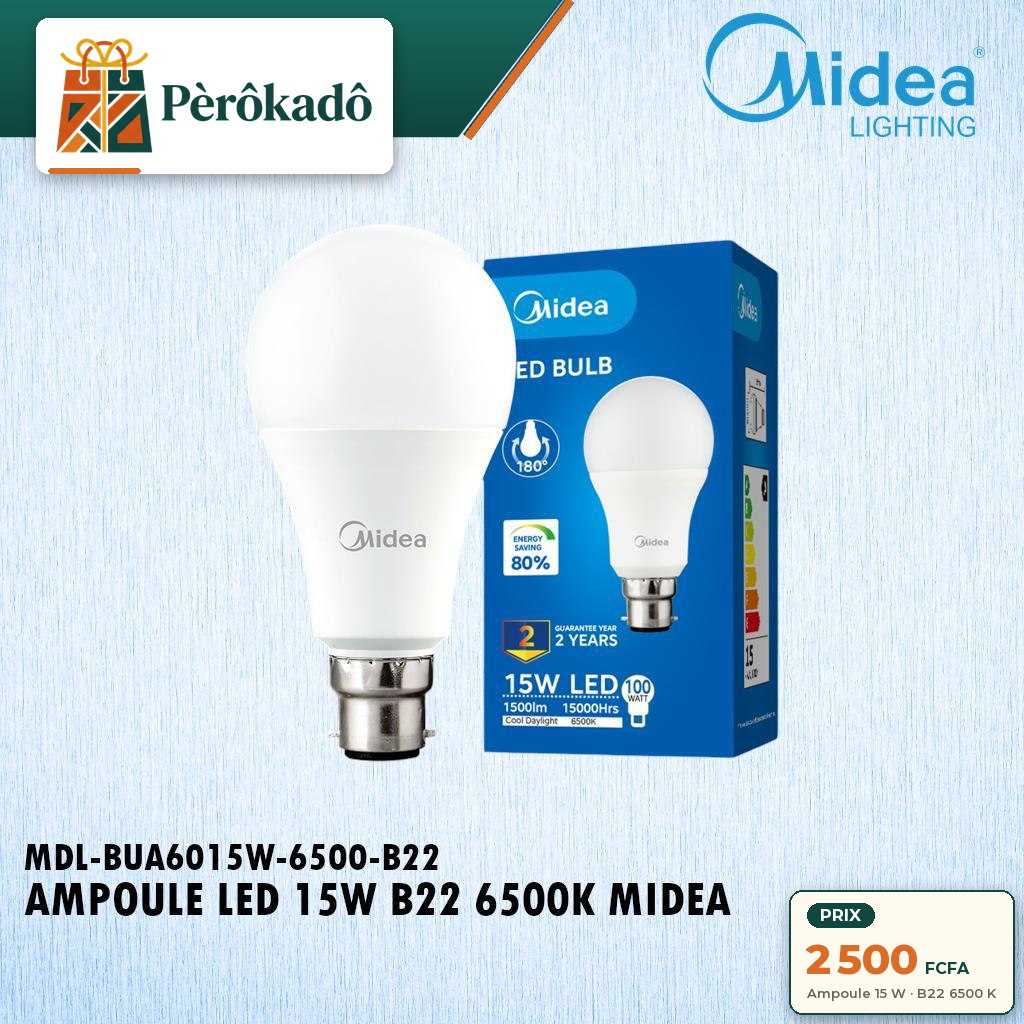 Pèrôkadô
Midea®
LIGHTING
Midea
Midea
ED BULB
180°
ENERGY
SAVING
80%
Midea
Midea
2
GUARANTEE YEAR
2 YEARS
15W LED
100
WATT
1500lm 15000Hrs
Cool Daylight 6500K
15
MDL-BUA6015W-6500-B22
AMPOULE LED 15W B22 6500K MIDEA
PRIX
2 500 FCFA
Ampoule 15 W · B22 6500 K